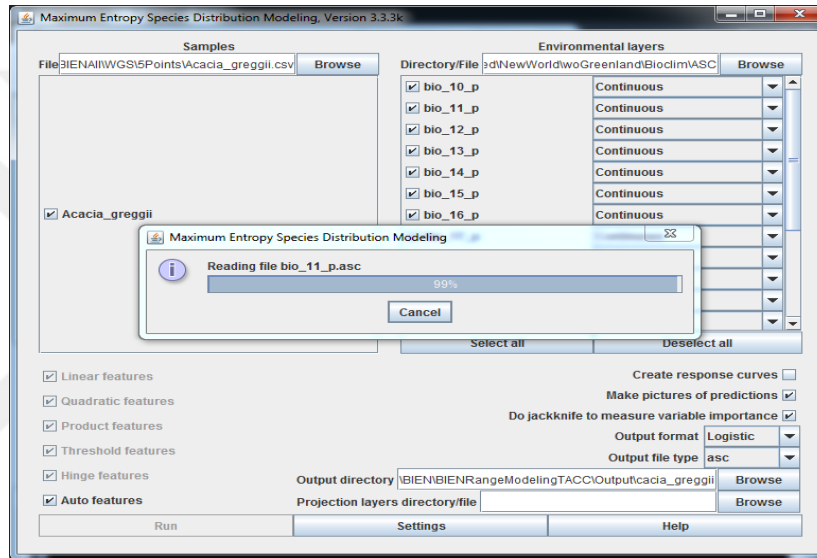 Maximum Entropy Species Distribution Modeling, Version 3.3.3k
Samples
File BIENAll\WGS\5Points\Acacia_greggii.csv Browse
Acacia_greggii
Environmental layers
Directory/File ed\NewWorld\woGreenland\Bioclim\ASC Browse
bio_10_p Continuous
bio_11_p Continuous
bio_12_p Continuous
bio_13_p Continuous
bio_14_p Continuous
bio_15_p Continuous
bio_16_p Continuous
Maximum Entropy Species Distribution Modeling
Reading file bio_11_p.asc
99%
Cancel
Select all Deselect all
Linear features
Quadratic features
Product features
Threshold features
Hinge features
Auto features
Create response curves
Make pictures of predictions
Do jackknife to measure variable importance
Output format Logistic
Output file type asc
Output directory \BIEN\BIENRangeModelingTACC\Output\cacia_greggii Browse
Projection layers directory/file Browse
Run Settings Help